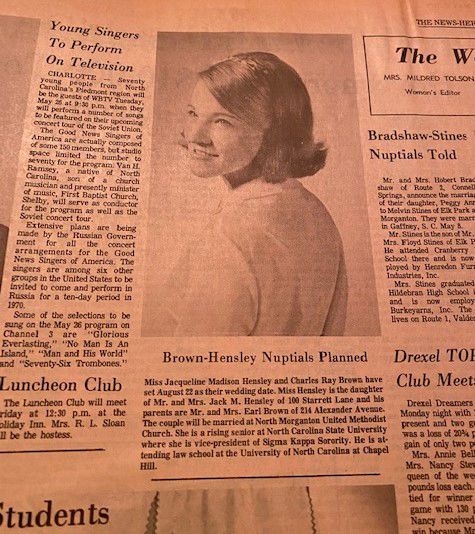 THE NEWS-HER
Young Singers
To Perform
On Television
CHARLOTTE — Seventy
young people from North
Carolina's Piedmont region will
be the guests of WBTV Tuesday,
May 26 at 9:30 p.m. when they
will perform a number of songs
to be featured on their upcoming
concert tour of the Soviet Union.
The Good News Singers of
America are actually composed
of some 150 members, but studio
space limited the number to
seventy for the program. Van H.
Ramsey, a native of North
Carolina, son of a church
musician and presently minister
of music, First Baptist Church,
Shelby, will serve as conductor
for the program as well as the
Soviet concert tour.
Extensive plans are being
made by the Russian Govern-
ment for all the concert
arrangements for the Good
News Singers of America. The
singers are among six other
groups in the United States to be
invited to come and perform in
Russia for a ten-day period in
1970.
Some of the selections to be
sung on the May 26 program on
Channel 3 are "Glorious
Everlasting," "No Man Is An
Island," "Man and His World"
and "Seventy-Six Trombones."
Luncheon Club
The Luncheon Club will meet
riday at 12:30 p.m. at the
oliday Inn. Mrs. R. L. Sloan
ill be the hostess.
Students
Brown-Hensley Nuptials Planned
Miss Jacqueline Madison Hensley and Charles Ray Brown have
set August 22 as their wedding date. Miss Hensley is the daughter
of Mr. and Mrs. Jack M. Hensley of 100 Starrett Lane and his
parents are Mr. and Mrs. Earl Brown of 214 Alexander Avenue.
The couple will be married at North Morganton United Methodist
Church. She is a rising senior at North Carolina State University
where she is vice-president of Sigma Kappa Sorority. He is at-
tending law school at the University of North Carolina at Chapel
Hill.
The W
MRS. MILDRED TOLSON
Woman's Editor
Bradshaw-Stines
Nuptials Told
Mr. and Mrs. Robert Brad
shaw of Route 2, Connell
Springs, announce the marriag
of their daughter, Peggy Ann
to Melvin Stines of Elk Park a
Morganton. They were marri
in Gaffney, S. C. May 8.
Mr. Stines is the son of Mr.
Mrs. Floyd Stines of Elk P
He attended Cranberry
School there and is now
ployed by Henredon Furn
Industries, Inc.
Mrs. Stines graduated
Hildebran High School i
and is now employ
Burkeyarns, Inc. The
lives on Route 1, Valdes
Drexel TOP
Club Meet
Drexel Dreamers
Monday night with
present and two g
was a loss of 20¾ p
gain of only two po
Mrs. Annie Bell
Mrs. Nancy Stev
queen of the wee
pounds loss each.
tied for winner
game with 130 p
Nancy received
win because Ma